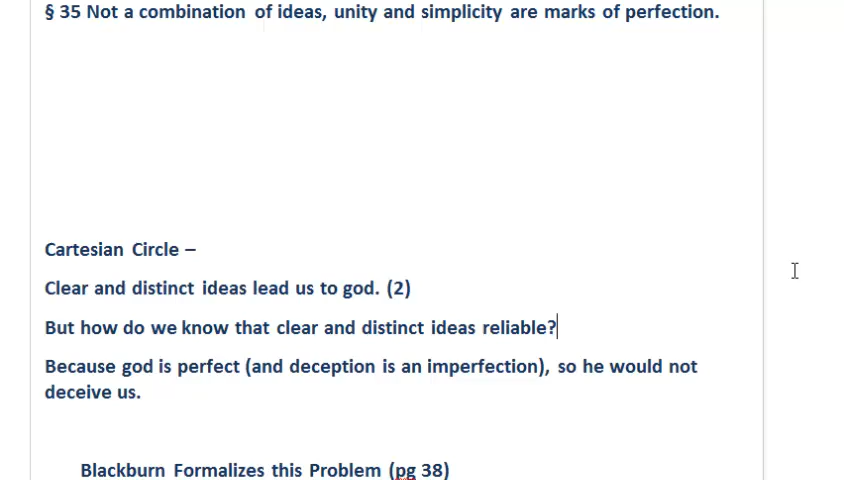 § 35 Not a combination of ideas, unity and simplicity are marks of perfection.
Cartesian Circle –
Clear and distinct ideas lead us to god. (2)
But how do we know that clear and distinct ideas reliable?
Because god is perfect (and deception is an imperfection), so he would not
deceive us.
Blackburn Formalizes this Problem (pg 38)